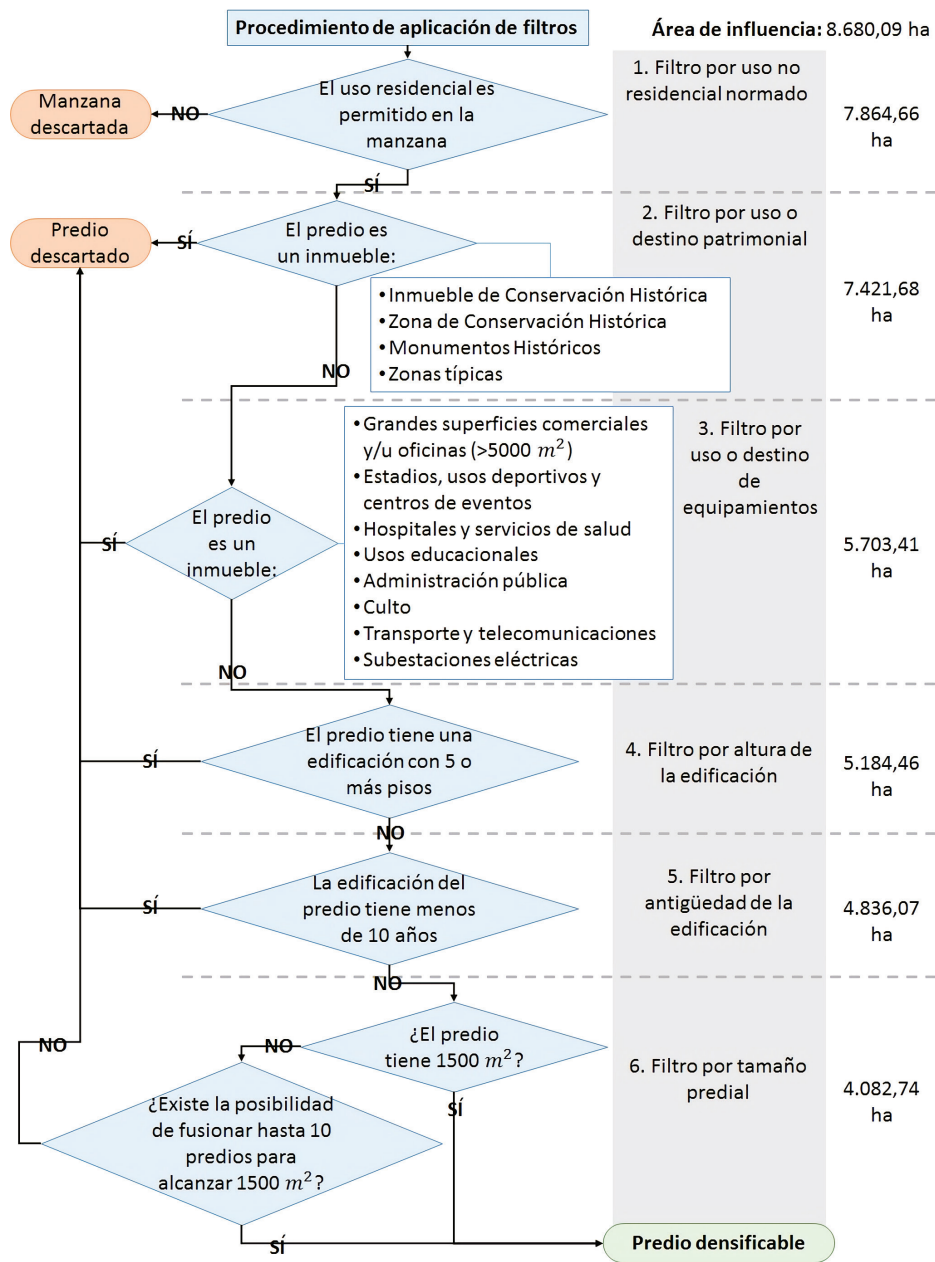 Procedimiento de aplicación de filtros
Área de influencia: 8.680,09 ha
El uso residencial es
permitido en la
manzana
NO
Manzana
descartada
1. Filtro por uso no
residencial normado
7.864,66
ha
SÍ
El predio es
un inmueble:
SÍ
Predio
descartado
2. Filtro por uso o
destino patrimonial
7.421,68
ha
• Inmueble de Conservación Histórica
• Zona de Conservación Histórica
• Monumentos Históricos
• Zonas típicas
NO
• Grandes superficies comerciales
y/u oficinas (>5000 m²)
• Estadios, usos deportivos y
centros de eventos
• Hospitales y servicios de salud
• Usos educacionales
• Administración pública
• Culto
• Transporte y telecomunicaciones
• Subestaciones eléctricas
3. Filtro por
uso o destino
de
equipamientos
5.703,41
ha
El predio
es un
inmueble:
SÍ
NO
El predio tiene una
edificación con 5 o
más pisos
SÍ
4. Filtro por altura de
la edificación
5.184,46
ha
NO
La edificación del
predio tiene menos
de 10 años
SÍ
5. Filtro por
antigüedad de la
edificación
4.836,07
ha
NO
¿El predio
tiene 1500 m²?
NO
SÍ
6. Filtro por tamaño
predial
4.082,74
ha
¿Existe la posibilidad
de fusionar hasta 10
predios para
alcanzar 1500 m²?
NO
SÍ
Predio densificable